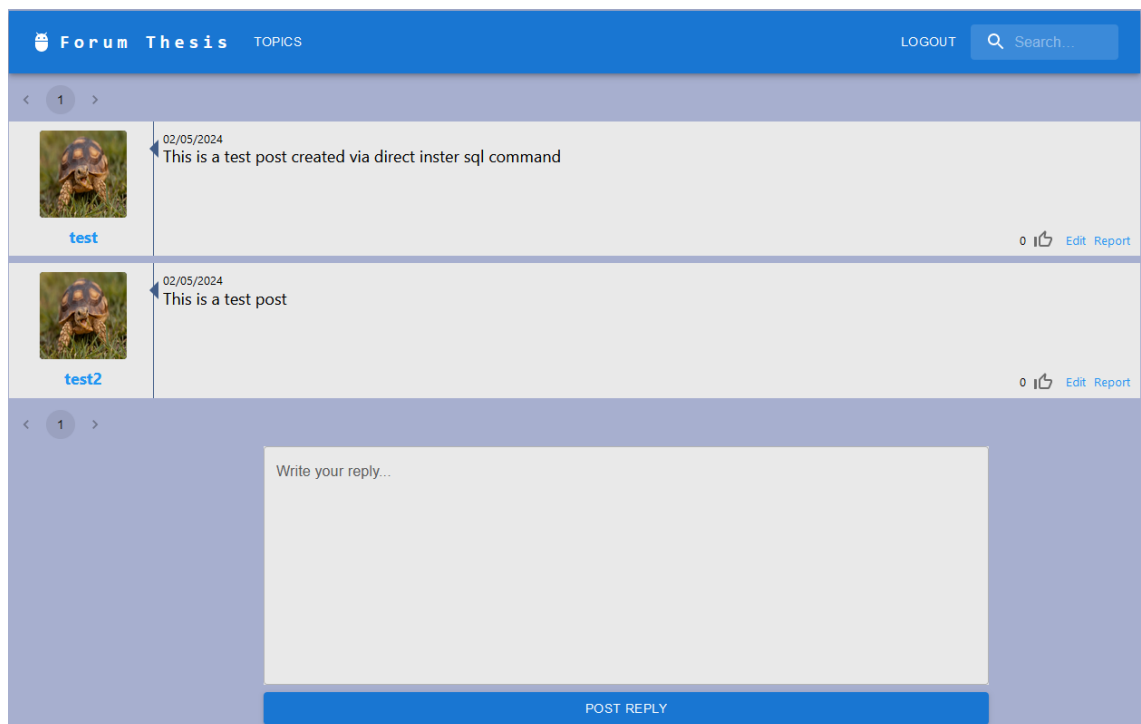 Forum Thesis TOPICS LOGOUT Search...
1
02/05/2024
This is a test post created via direct inster sql command
test
0 Edit Report
02/05/2024
This is a test post
test2
0 Edit Report
1
Write your reply...
POST REPLY